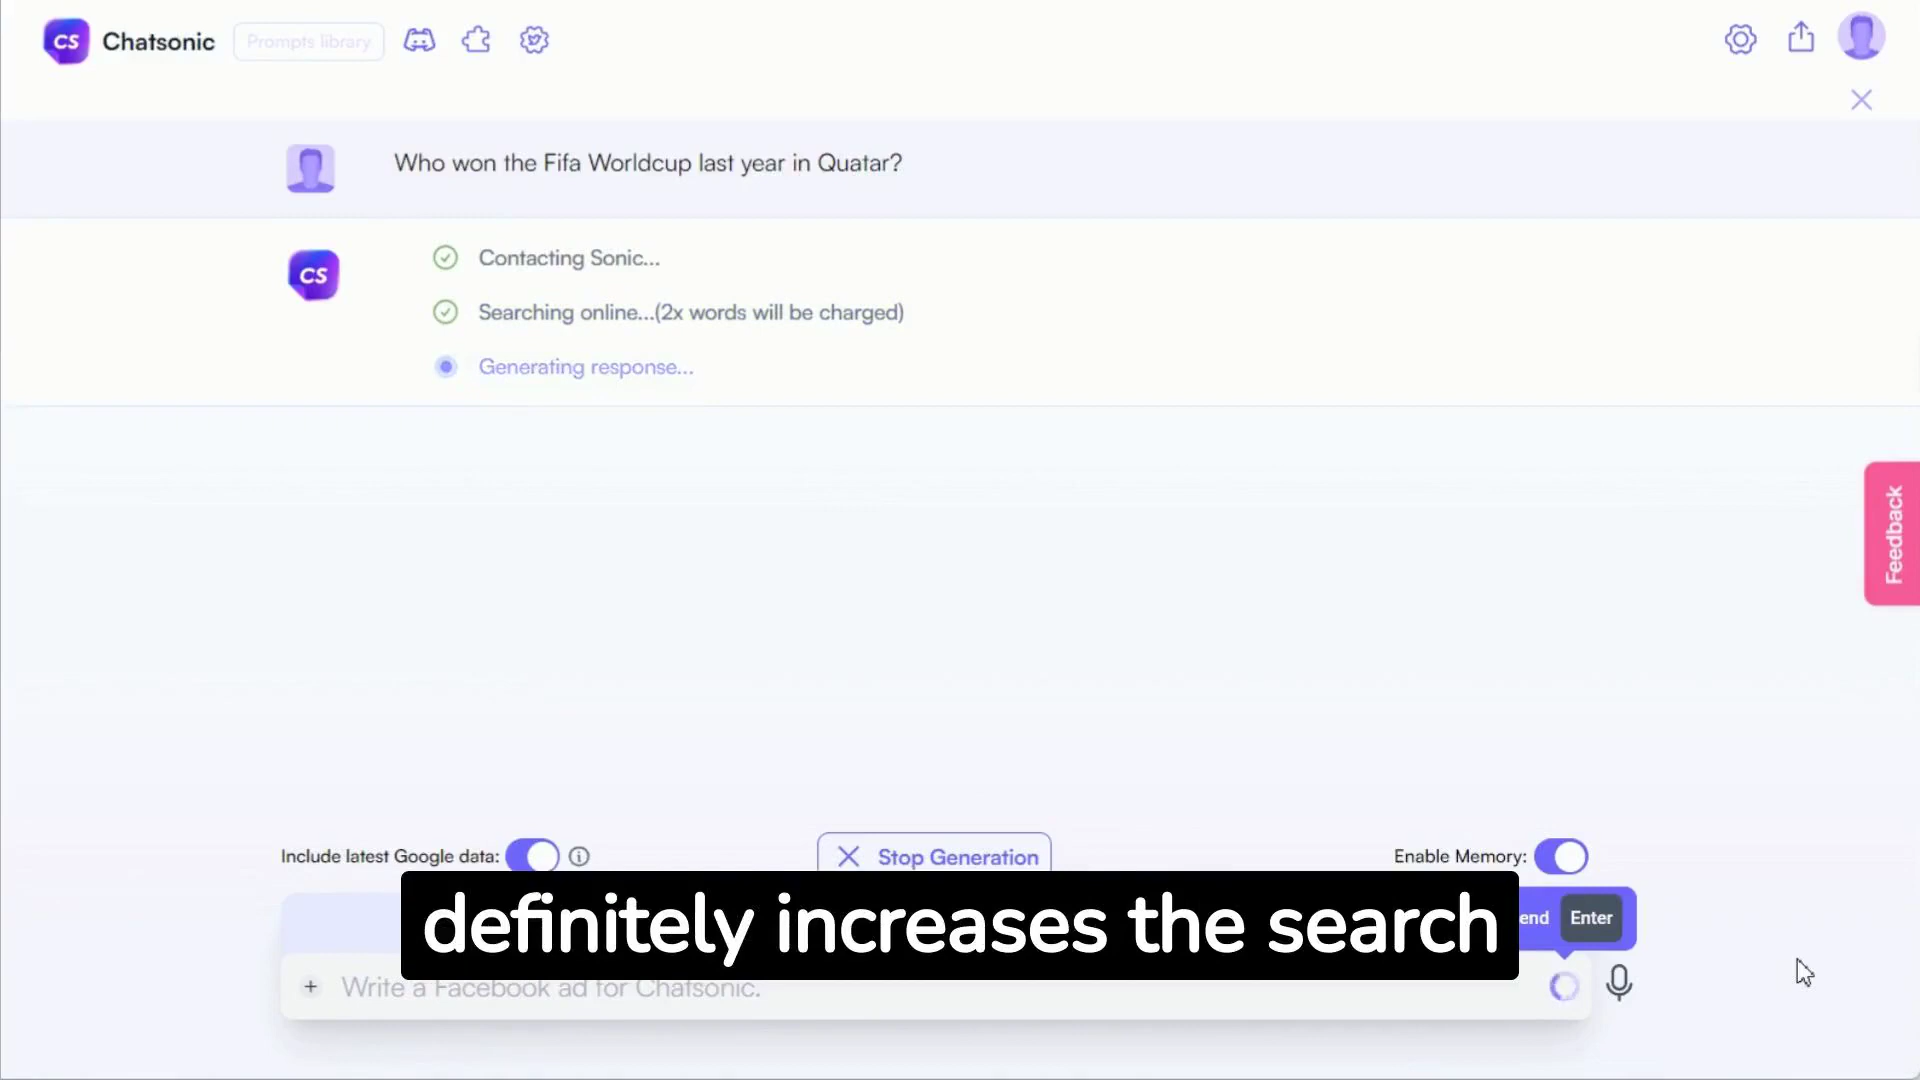 CS Chatsonic Prompts library
Who won the Fifa Worldcup last year in Quatar?
CS
Contacting Sonic...
Searching online...(2x words will be charged)
Generating response...
Feedback
Include latest Google data:
Stop Generation
Enable Memory:
definitely increases the search
end Enter
+ Write a Facebook ad for Chatsonic.